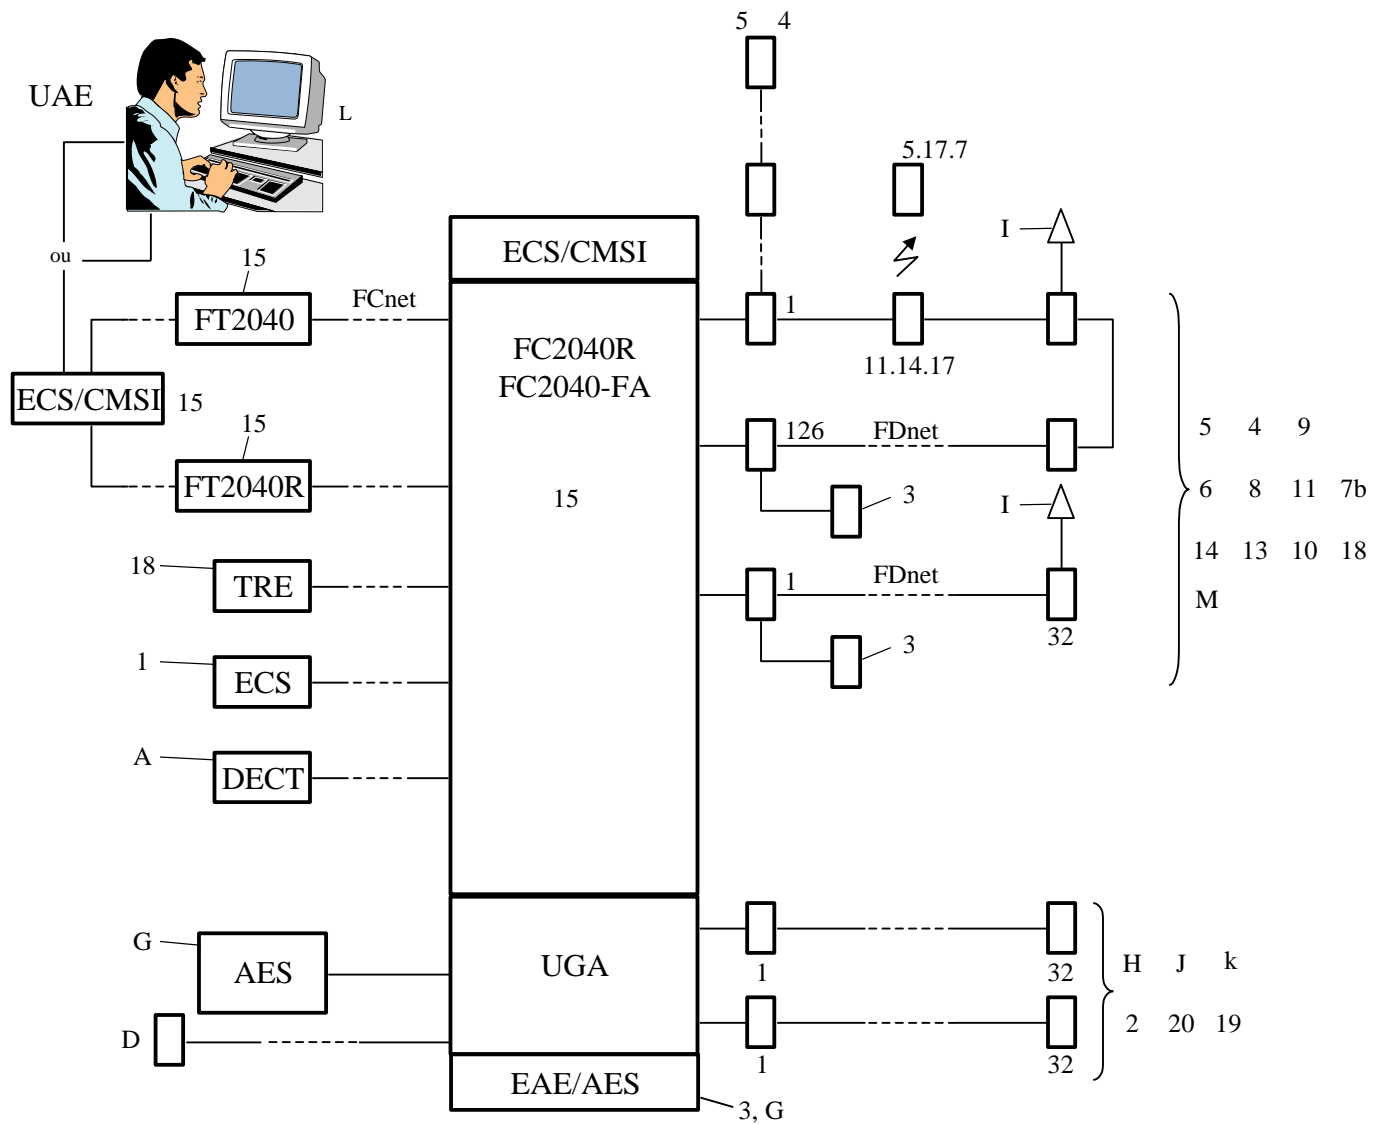 5 4
UAE
L
5.17.7
I
ECS/CMSI
ou
15
FT2040
FCnet
1
11.14.17
FC2040R
FC2040-FA
ECS/CMSI
15
15
FT2040R
126
FDnet
5 4 9
3
I
6 8 11 7b
15
18
TRE
1
FDnet
14 13 10 18
M
32
3
1
ECS
A
DECT
G
AES
UGA
1
32
H J k
D
2 20 19
1
32
EAE/AES
3, G